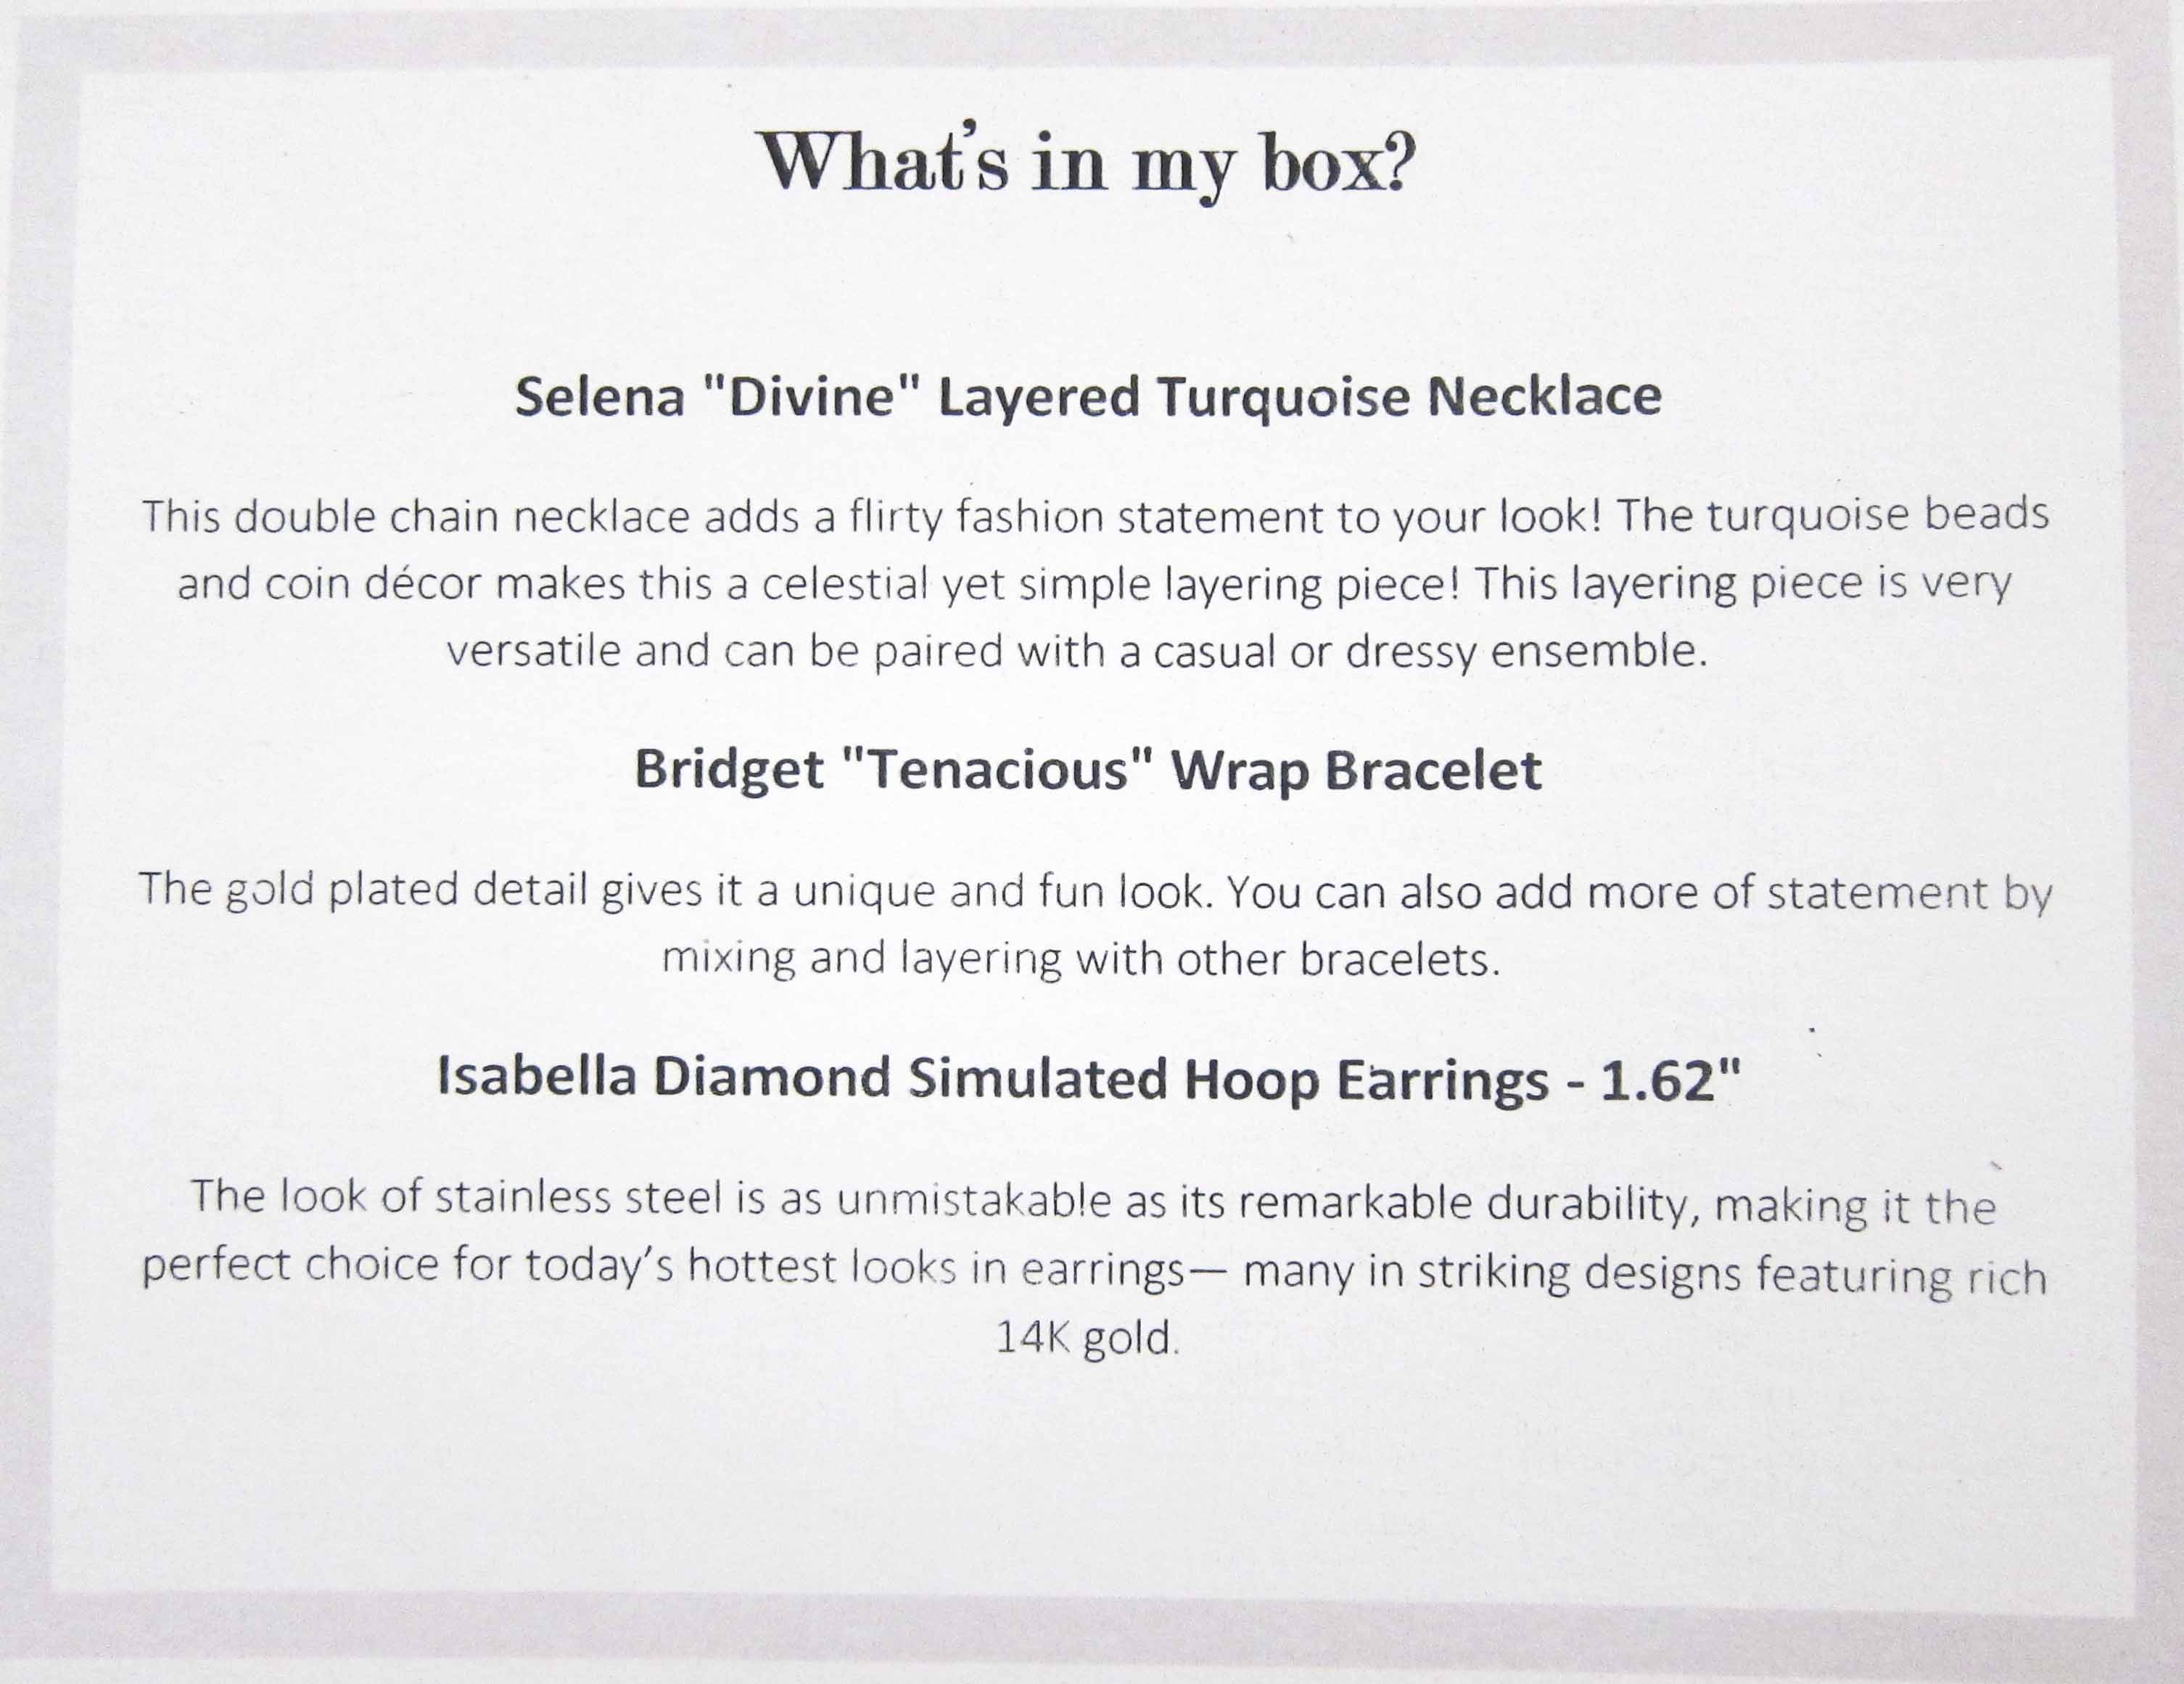 What's in my box?
Selena "Divine" Layered Turquoise Necklace
This double chain necklace adds a flirty fashion statement to your look! The turquoise beads
and coin décor makes this a celestial yet simple layering piece! This layering piece is very
versatile and can be paired with a casual or dressy ensemble.
Bridget "Tenacious" Wrap Bracelet
The gold plated detail gives it a unique and fun look. You can also add more of statement by
mixing and layering with other bracelets.
Isabella Diamond Simulated Hoop Earrings - 1.62"
The look of stainless steel is as unmistakable as its remarkable durability, making it the
perfect choice for today’s hottest looks in earrings— many in striking designs featuring rich
14K gold.